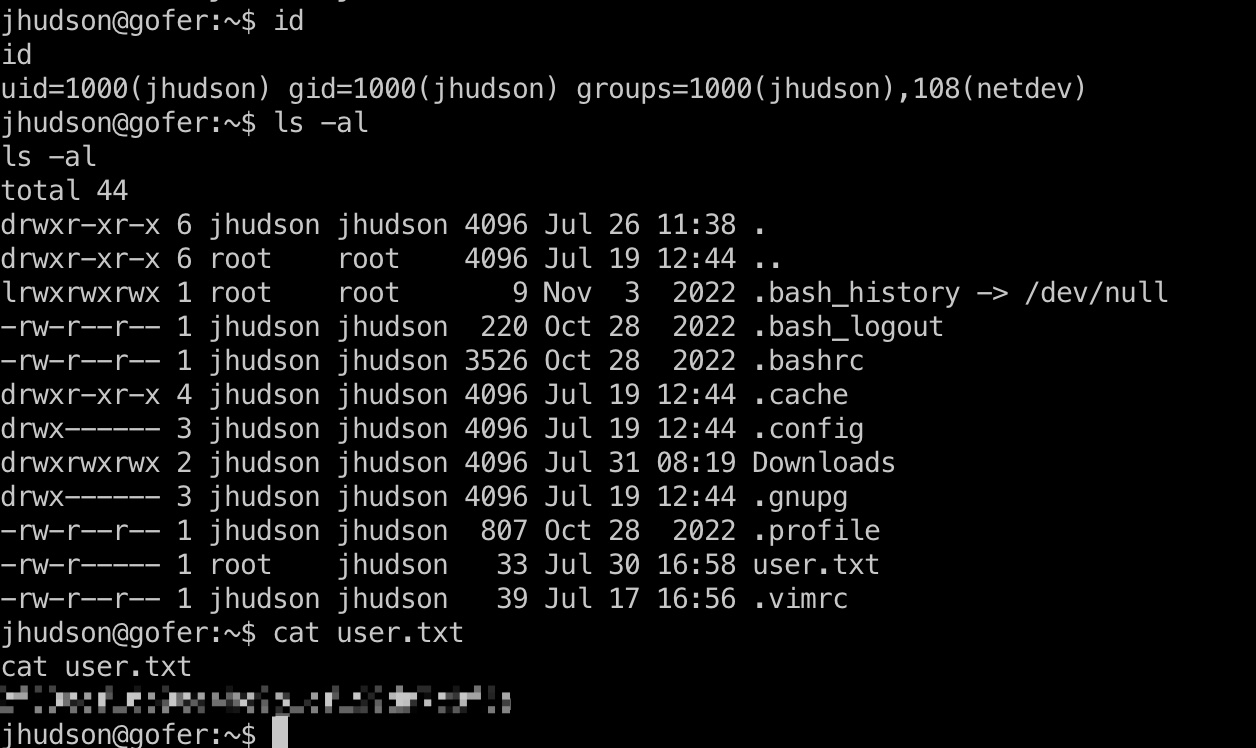 jhudson@gofer:~$ id
id
uid=1000(jhudson) gid=1000(jhudson) groups=1000(jhudson),108(netdev)
jhudson@gofer:~$ ls -al
ls -al
total 44
drwxr-xr-x 6 jhudson jhudson 4096 Jul 26 11:38 .
drwxr-xr-x 6 root    root    4096 Jul 19 12:44 ..
lrwxrwxrwx 1 root    root       9 Nov  3  2022 .bash_history -> /dev/null
-rw-r--r-- 1 jhudson jhudson  220 Oct 28  2022 .bash_logout
-rw-r--r-- 1 jhudson jhudson 3526 Oct 28  2022 .bashrc
drwxr-xr-x 4 jhudson jhudson 4096 Jul 19 12:44 .cache
drwx------ 3 jhudson jhudson 4096 Jul 19 12:44 .config
drwxrwxrwx 2 jhudson jhudson 4096 Jul 31 08:19 Downloads
drwx------ 3 jhudson jhudson 4096 Jul 19 12:44 .gnupg
-rw-r--r-- 1 jhudson jhudson  807 Oct 28  2022 .profile
-rw-r----- 1 root    jhudson   33 Jul 30 16:58 user.txt
-rw-r--r-- 1 jhudson jhudson   39 Jul 17 16:56 .vimrc
jhudson@gofer:~$ cat user.txt
cat user.txt
jhudson@gofer:~$